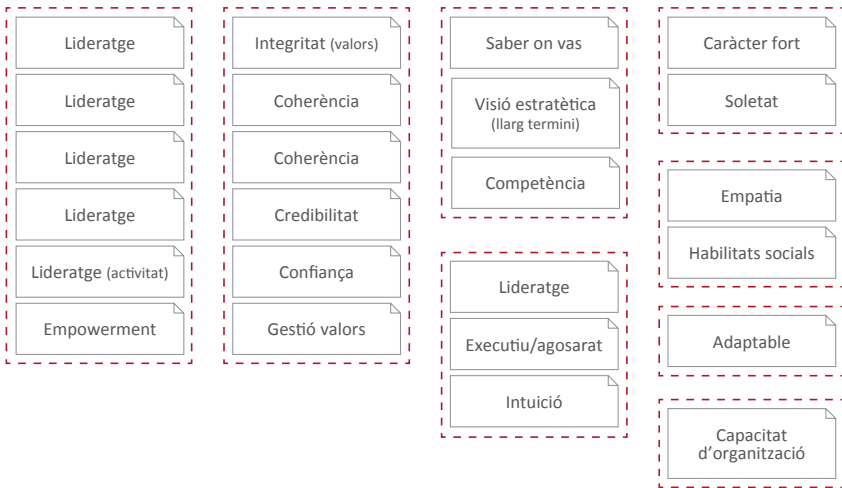 Lideratge
Lideratge
Lideratge
Lideratge
Lideratge (activitat)
Empowerment
Integritat (valors)
Coherència
Coherència
Credibilitat
Confiança
Gestió valors
Saber on vas
Visió estratètica
(llarg termini)
Competència
Lideratge
Executiu/agosarat
Intuició
Caràcter fort
Soletat
Empatia
Habilitats socials
Adaptable
Capacitat
d’organització